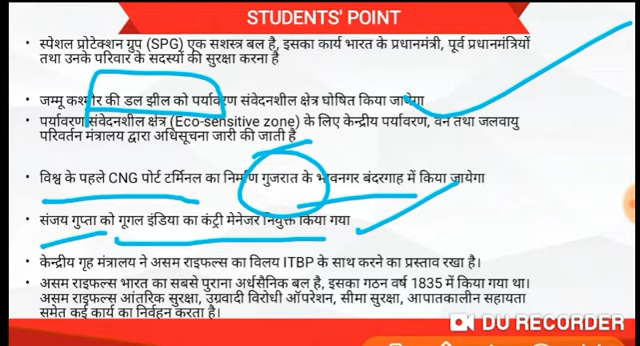 STUDENTS' POINT
• स्पेशल प्रोटेक्शन ग्रुप (SPG) एक सशस्त्र बल है, इसका कार्य भारत के प्रधानमंत्री, पूर्व प्रधानमंत्रियों
तथा उनके परिवार के सदस्यों की सुरक्षा करना है
• जम्मू कश्मीर की डल झील को पर्यावरण संवेदनशील क्षेत्र घोषित किया जायेगा
• पर्यावरण संवेदनशील क्षेत्र (Eco-sensitive zone) के लिए केन्द्रीय पर्यावरण, वन तथा जलवायु
परिवर्तन मंत्रालय द्वारा अधिसूचना जारी की जाती है
• विश्व के पहले CNG पोर्ट टर्मिनल का निर्माण गुजरात के भावनगर बंदरगाह में किया जायेगा
• संजय गुप्ता को गूगल इंडिया का कंट्री मेनेजर नियुक्त किया गया
• केन्द्रीय गृह मंत्रालय ने असम राइफल्स का विलय ITBP के साथ करने का प्रस्ताव रखा है।
• असम राइफल्स भारत का सबसे पुराना अर्धसैनिक बल है, इसका गठन वर्ष 1835 में किया गया था।
असम राइफल्स आंतरिक सुरक्षा, उग्रवादी विरोधी ऑपरेशन, सीमा सुरक्षा, आपातकालीन सहायता
समेत कई कार्य का निर्वहन करता है।
DU RECORDER